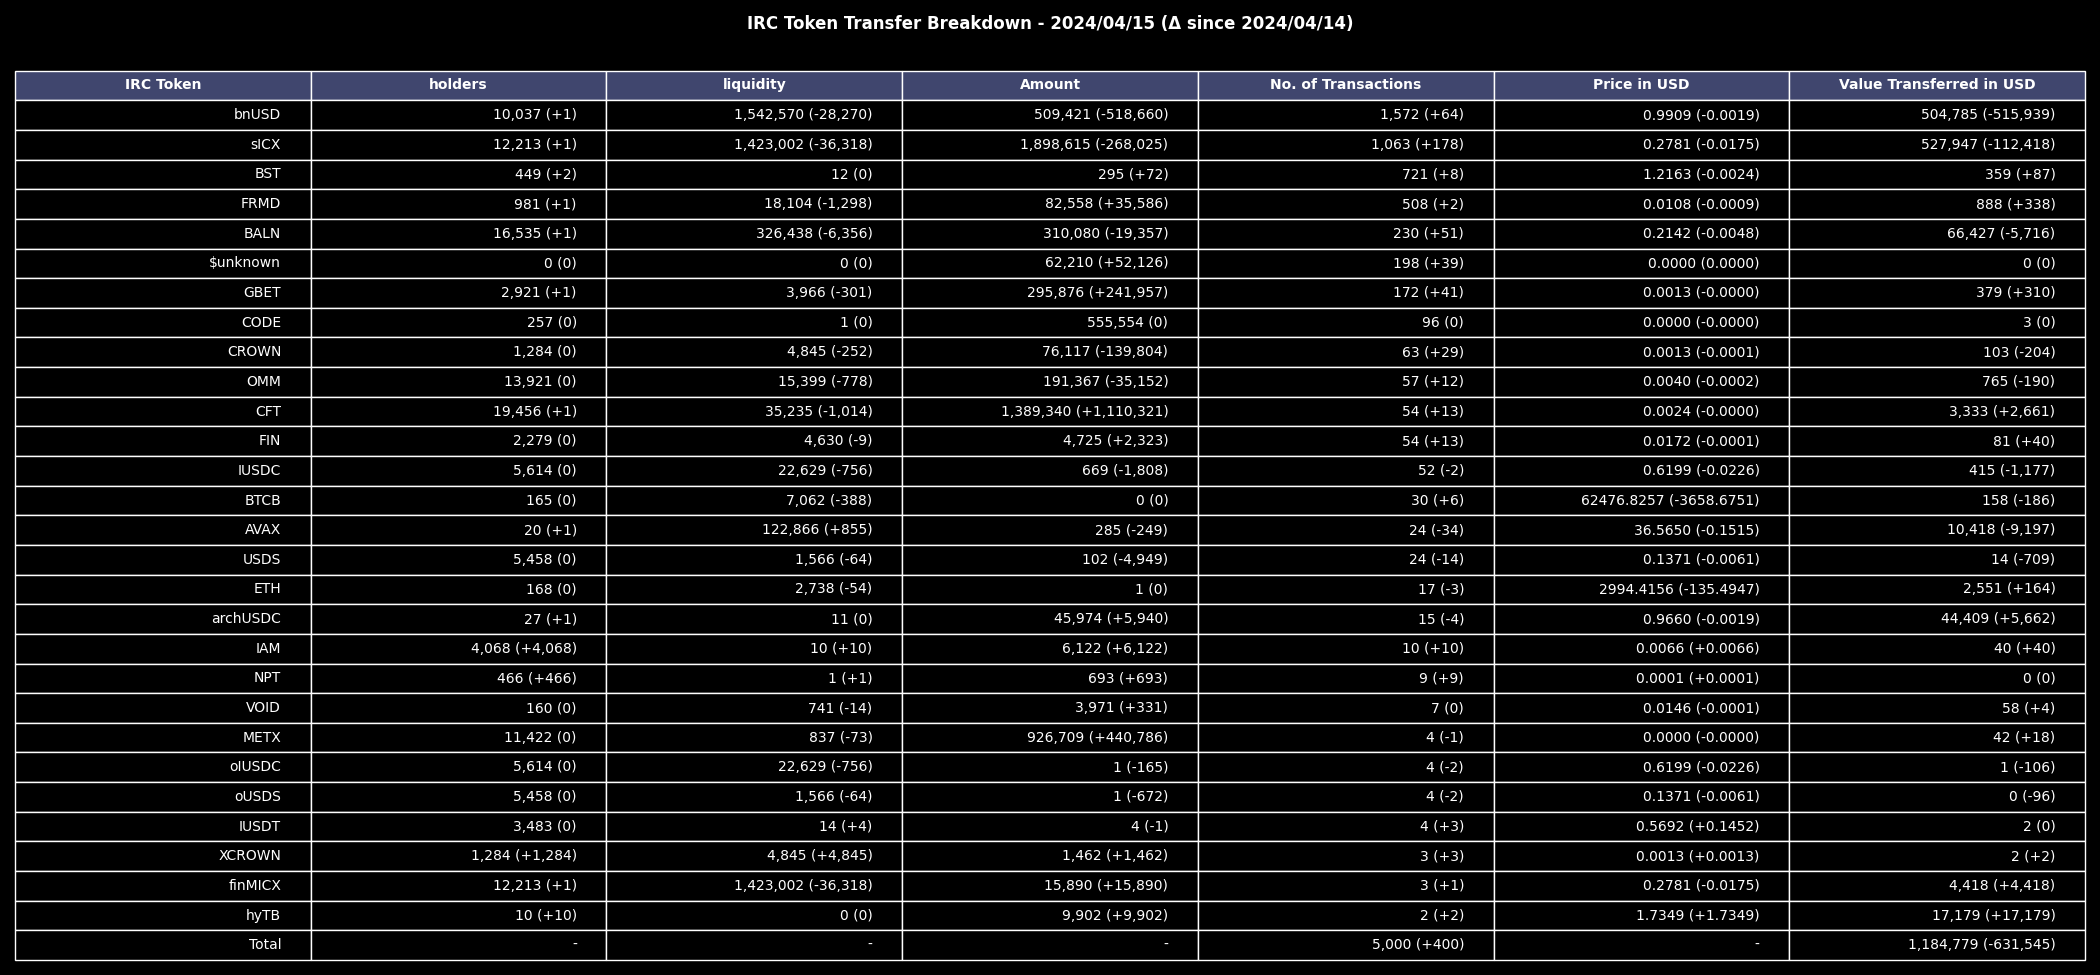 IRC Token Transfer Breakdown - 2024/04/15 (Δ since 2024/04/14)
IRC Token holders liquidity Amount No. of Transactions Price in USD Value Transferred in USD
bnUSD 10,037 (+1) 1,542,570 (-28,270) 509,421 (-518,660) 1,572 (+64) 0.9909 (-0.0019) 504,785 (-515,939)
sICX 12,213 (+1) 1,423,002 (-36,318) 1,898,615 (-268,025) 1,063 (+178) 0.2781 (-0.0175) 527,947 (-112,418)
BST 449 (+2) 12 (0) 295 (+72) 721 (+8) 1.2163 (-0.0024) 359 (+87)
FRMD 981 (+1) 18,104 (-1,298) 82,558 (+35,586) 508 (+2) 0.0108 (-0.0009) 888 (+338)
BALN 16,535 (+1) 326,438 (-6,356) 310,080 (-19,357) 230 (+51) 0.2142 (-0.0048) 66,427 (-5,716)
$unknown 0 (0) 0 (0) 62,210 (+52,126) 198 (+39) 0.0000 (0.0000) 0 (0)
GBET 2,921 (+1) 3,966 (-301) 295,876 (+241,957) 172 (+41) 0.0013 (-0.0000) 379 (+310)
CODE 257 (0) 1 (0) 555,554 (0) 96 (0) 0.0000 (-0.0000) 3 (0)
CROWN 1,284 (0) 4,845 (-252) 76,117 (-139,804) 63 (+29) 0.0013 (-0.0001) 103 (-204)
OMM 13,921 (0) 15,399 (-778) 191,367 (-35,152) 57 (+12) 0.0040 (-0.0002) 765 (-190)
CFT 19,456 (+1) 35,235 (-1,014) 1,389,340 (+1,110,321) 54 (+13) 0.0024 (-0.0000) 3,333 (+2,661)
FIN 2,279 (0) 4,630 (-9) 4,725 (+2,323) 54 (+13) 0.0172 (-0.0001) 81 (+40)
IUSDC 5,614 (0) 22,629 (-756) 669 (-1,808) 52 (-2) 0.6199 (-0.0226) 415 (-1,177)
BTCB 165 (0) 7,062 (-388) 0 (0) 30 (+6) 62476.8257 (-3658.6751) 158 (-186)
AVAX 20 (+1) 122,866 (+855) 285 (-249) 24 (-34) 36.5650 (-0.1515) 10,418 (-9,197)
USDS 5,458 (0) 1,566 (-64) 102 (-4,949) 24 (-14) 0.1371 (-0.0061) 14 (-709)
ETH 168 (0) 2,738 (-54) 1 (0) 17 (-3) 2994.4156 (-135.4947) 2,551 (+164)
archUSDC 27 (+1) 11 (0) 45,974 (+5,940) 15 (-4) 0.9660 (-0.0019) 44,409 (+5,662)
IAM 4,068 (+4,068) 10 (+10) 6,122 (+6,122) 10 (+10) 0.0066 (+0.0066) 40 (+40)
NPT 466 (+466) 1 (+1) 693 (+693) 9 (+9) 0.0001 (+0.0001) 0 (0)
VOID 160 (0) 741 (-14) 3,971 (+331) 7 (0) 0.0146 (-0.0001) 58 (+4)
METX 11,422 (0) 837 (-73) 926,709 (+440,786) 4 (-1) 0.0000 (-0.0000) 42 (+18)
oIUSDC 5,614 (0) 22,629 (-756) 1 (-165) 4 (-2) 0.6199 (-0.0226) 1 (-106)
oUSDS 5,458 (0) 1,566 (-64) 1 (-672) 4 (-2) 0.1371 (-0.0061) 0 (-96)
IUSDT 3,483 (0) 14 (+4) 4 (-1) 4 (+3) 0.5692 (+0.1452) 2 (0)
XCROWN 1,284 (+1,284) 4,845 (+4,845) 1,462 (+1,462) 3 (+3) 0.0013 (+0.0013) 2 (+2)
finMICX 12,213 (+1) 1,423,002 (-36,318) 15,890 (+15,890) 3 (+1) 0.2781 (-0.0175) 4,418 (+4,418)
hyTB 10 (+10) 0 (0) 9,902 (+9,902) 2 (+2) 1.7349 (+1.7349) 17,179 (+17,179)
Total - - - 5,000 (+400) - 1,184,779 (-631,545)